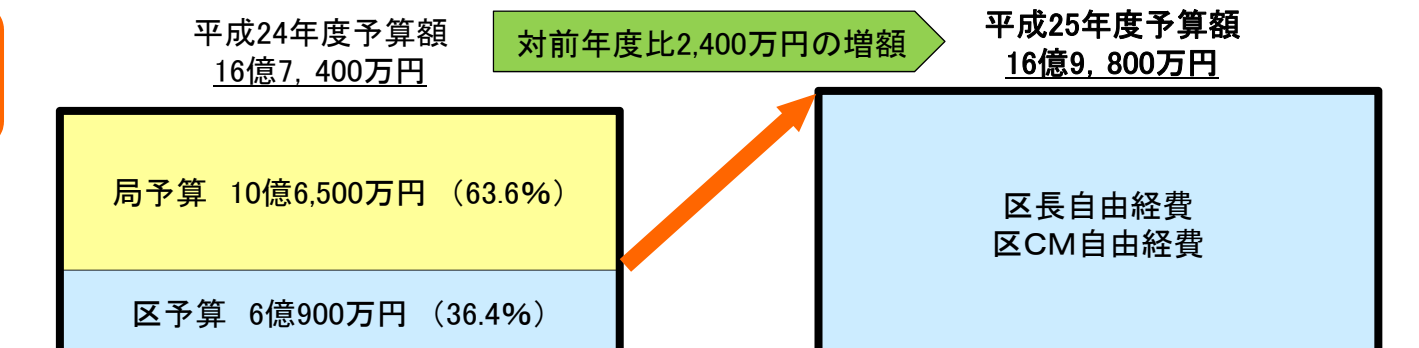 平成24年度予算額
16億7，400万円
対前年度比2,400万円の増額
平成25年度予算額
16億9，800万円
局予算　10億6,500万円　（63.6％）
区予算　6億900万円　（36.4％）
区長自由経費
区ＣＭ自由経費